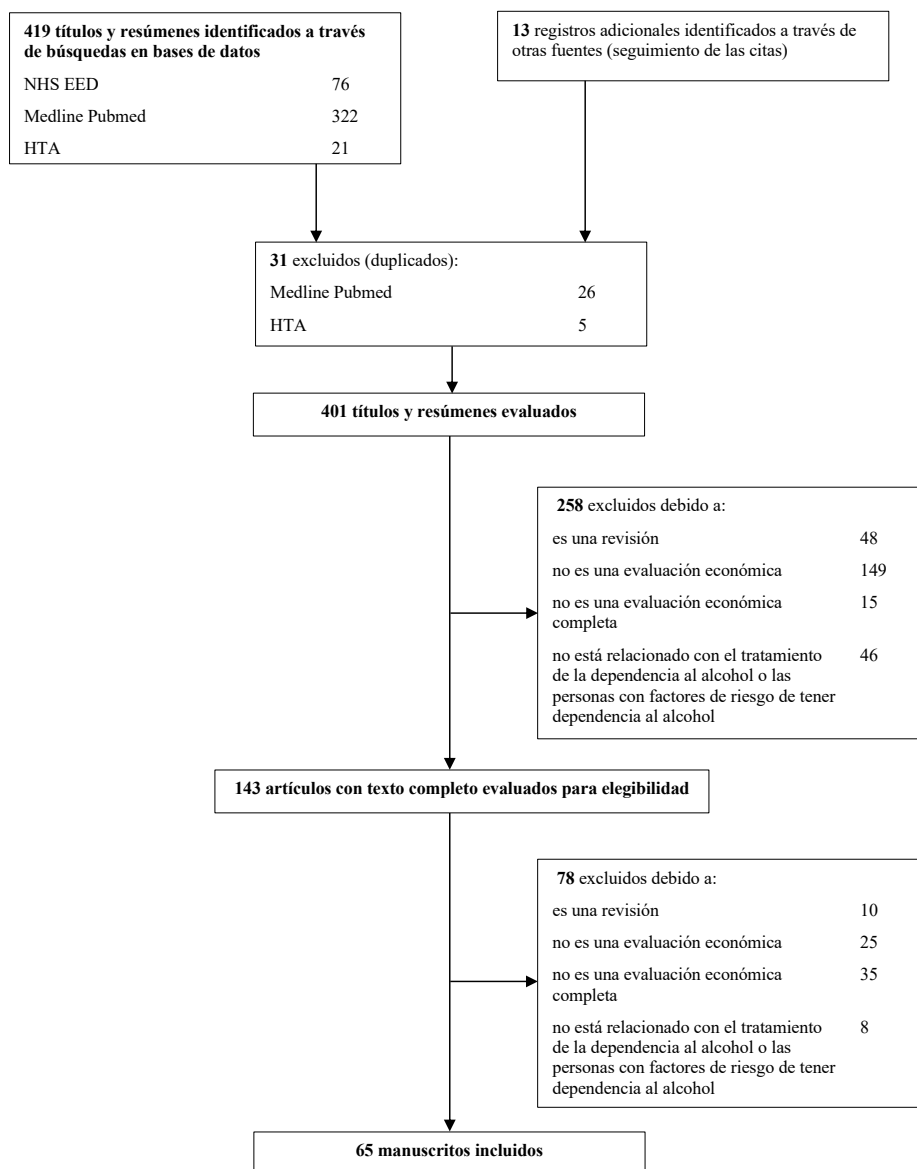 419 títulos y resúmenes identificados a través
de búsquedas en bases de datos
NHS EED 76
Medline Pubmed 322
HTA 21
13 registros adicionales identificados a través de
otras fuentes (seguimiento de las citas)
31 excluidos (duplicados):
Medline Pubmed 26
HTA 5
401 títulos y resúmenes evaluados
258 excluidos debido a:
es una revisión 48
no es una evaluación económica 149
no es una evaluación económica 15
completa
no está relacionado con el tratamiento 46
de la dependencia al alcohol o las
personas con factores de riesgo de tener
dependencia al alcohol
143 artículos con texto completo evaluados para elegibilidad
78 excluidos debido a:
es una revisión 10
no es una evaluación económica 25
no es una evaluación económica 35
completa
no está relacionado con el tratamiento 8
de la dependencia al alcohol o las
personas con factores de riesgo de tener
dependencia al alcohol
65 manuscritos incluidos